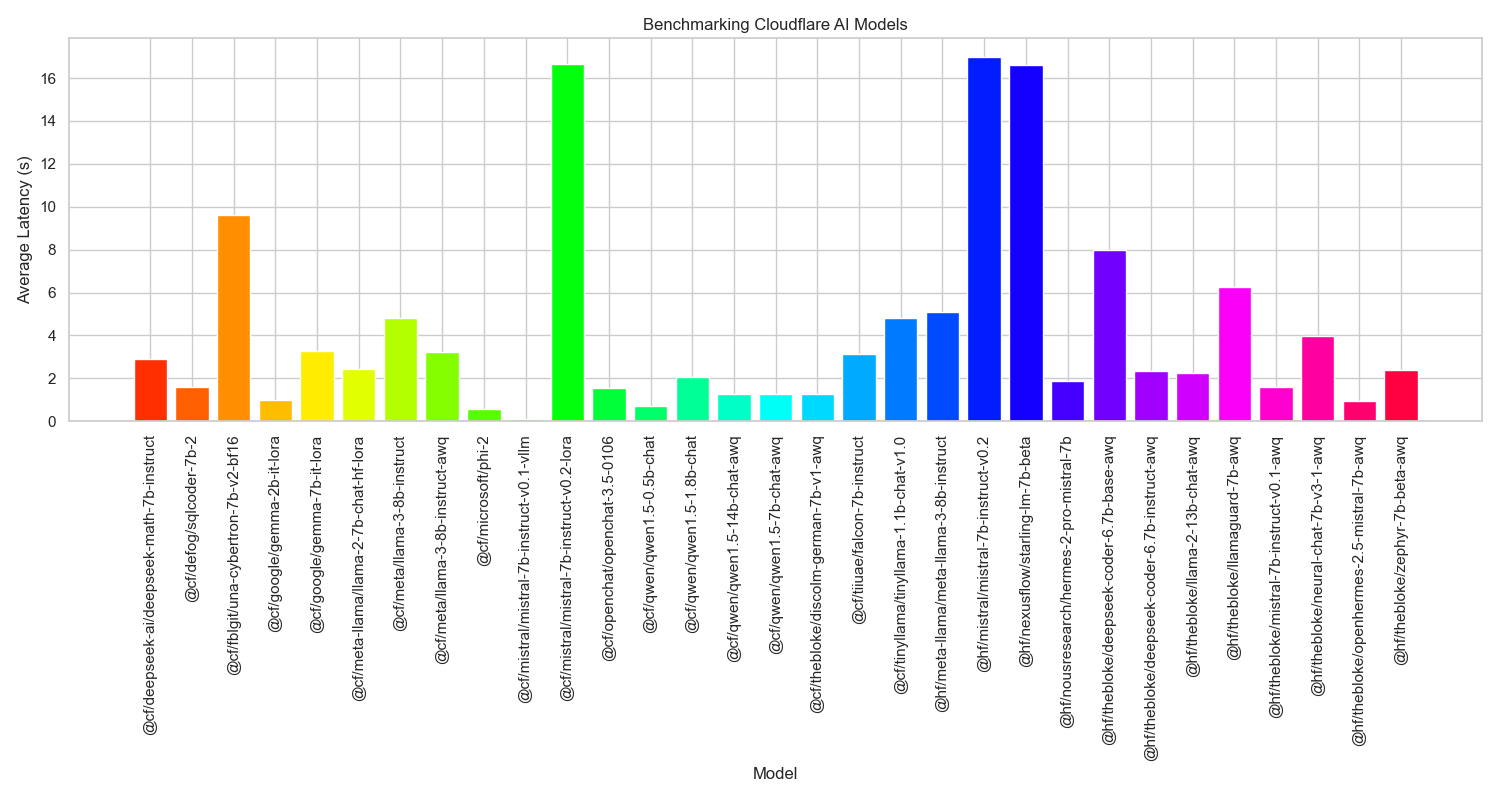 Benchmarking Cloudflare AI Models
Average Latency (s)
16
14
12
10
8
6
4
2
0
@cf/deepseek-ai/deepseek-math-7b-instruct
@cf/defog/sqlcoder-7b-2
@cf/fblgit/una-cybertron-7b-v2-bf16
@cf/google/gemma-2b-it-lora
@cf/google/gemma-7b-it-lora
@cf/meta-llama/llama-2-7b-chat-hf-lora
@cf/meta/llama-3-8b-instruct
@cf/meta/llama-3-8b-instruct-awq
@cf/microsoft/phi-2
@cf/mistral/mistral-7b-instruct-v0.1-vllm
@cf/mistral/mistral-7b-instruct-v0.2-lora
@cf/openchat/openchat-3.5-0106
@cf/qwen/qwen1.5-0.5b-chat
@cf/qwen/qwen1.5-1.8b-chat
@cf/qwen/qwen1.5-14b-chat-awq
@cf/qwen/qwen1.5-7b-chat-awq
@cf/thebloke/discolm-german-7b-v1-awq
@cf/tiiuae/falcon-7b-instruct
@cf/tinyllama/tinyllama-1.1b-chat-v1.0
@hf/meta-llama/meta-llama-3-8b-instruct
@hf/mistral/mistral-7b-instruct-v0.2
@hf/nexusflow/starling-lm-7b-beta
@hf/nousresearch/hermes-2-pro-mistral-7b
@hf/thebloke/deepseek-coder-6.7b-base-awq
@hf/thebloke/deepseek-coder-6.7b-instruct-awq
@hf/thebloke/llama-2-13b-chat-awq
@hf/thebloke/llamaguard-7b-awq
@hf/thebloke/mistral-7b-instruct-v0.1-awq
@hf/thebloke/neural-chat-7b-v3-1-awq
@hf/thebloke/openhermes-2.5-mistral-7b-awq
@hf/thebloke/zephyr-7b-beta-awq
Model